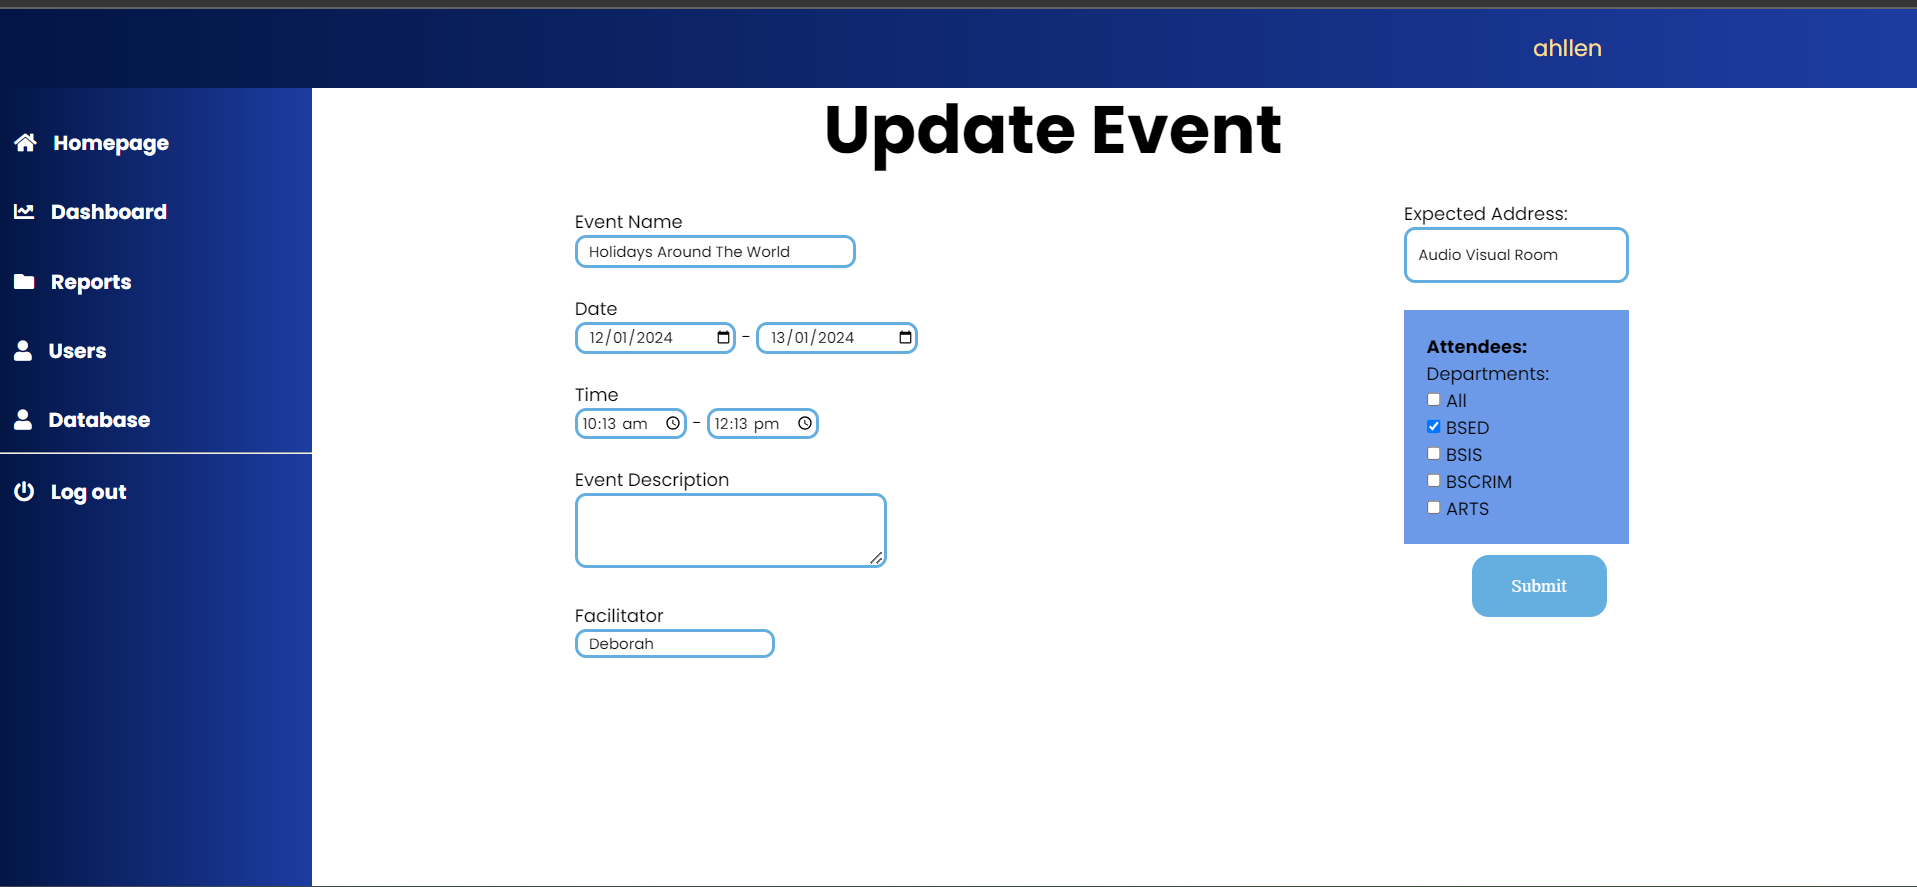 ahllen
Homepage
Dashboard
Reports
Users
Database
Log out
Update Event
Event Name
Holidays Around The World
Date
12/01/2024 - 13/01/2024
Time
10:13 am - 12:13 pm
Event Description
Facilitator
Deborah
Expected Address:
Audio Visual Room
Attendees:
Departments:
All
BSED
BSIS
BSCRIM
ARTS
Submit